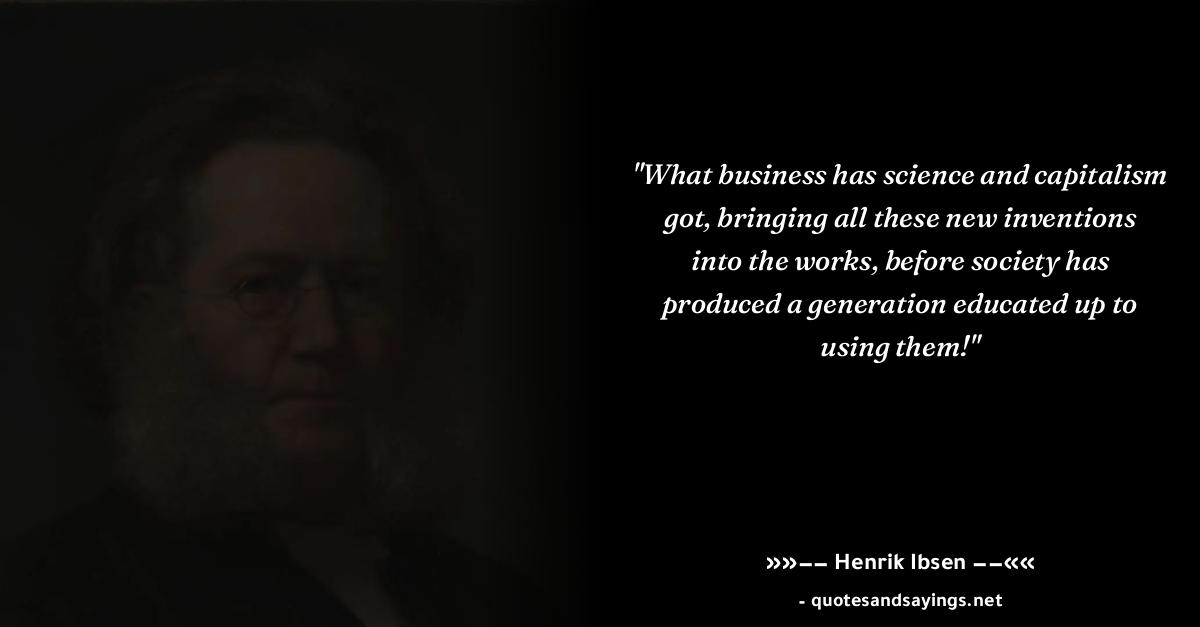 "What business has science and capitalism
got, bringing all these new inventions
into the works, before society has
produced a generation educated up to
using them!"
»»−− Henrik Ibsen −−««
- quotesandsayings.net